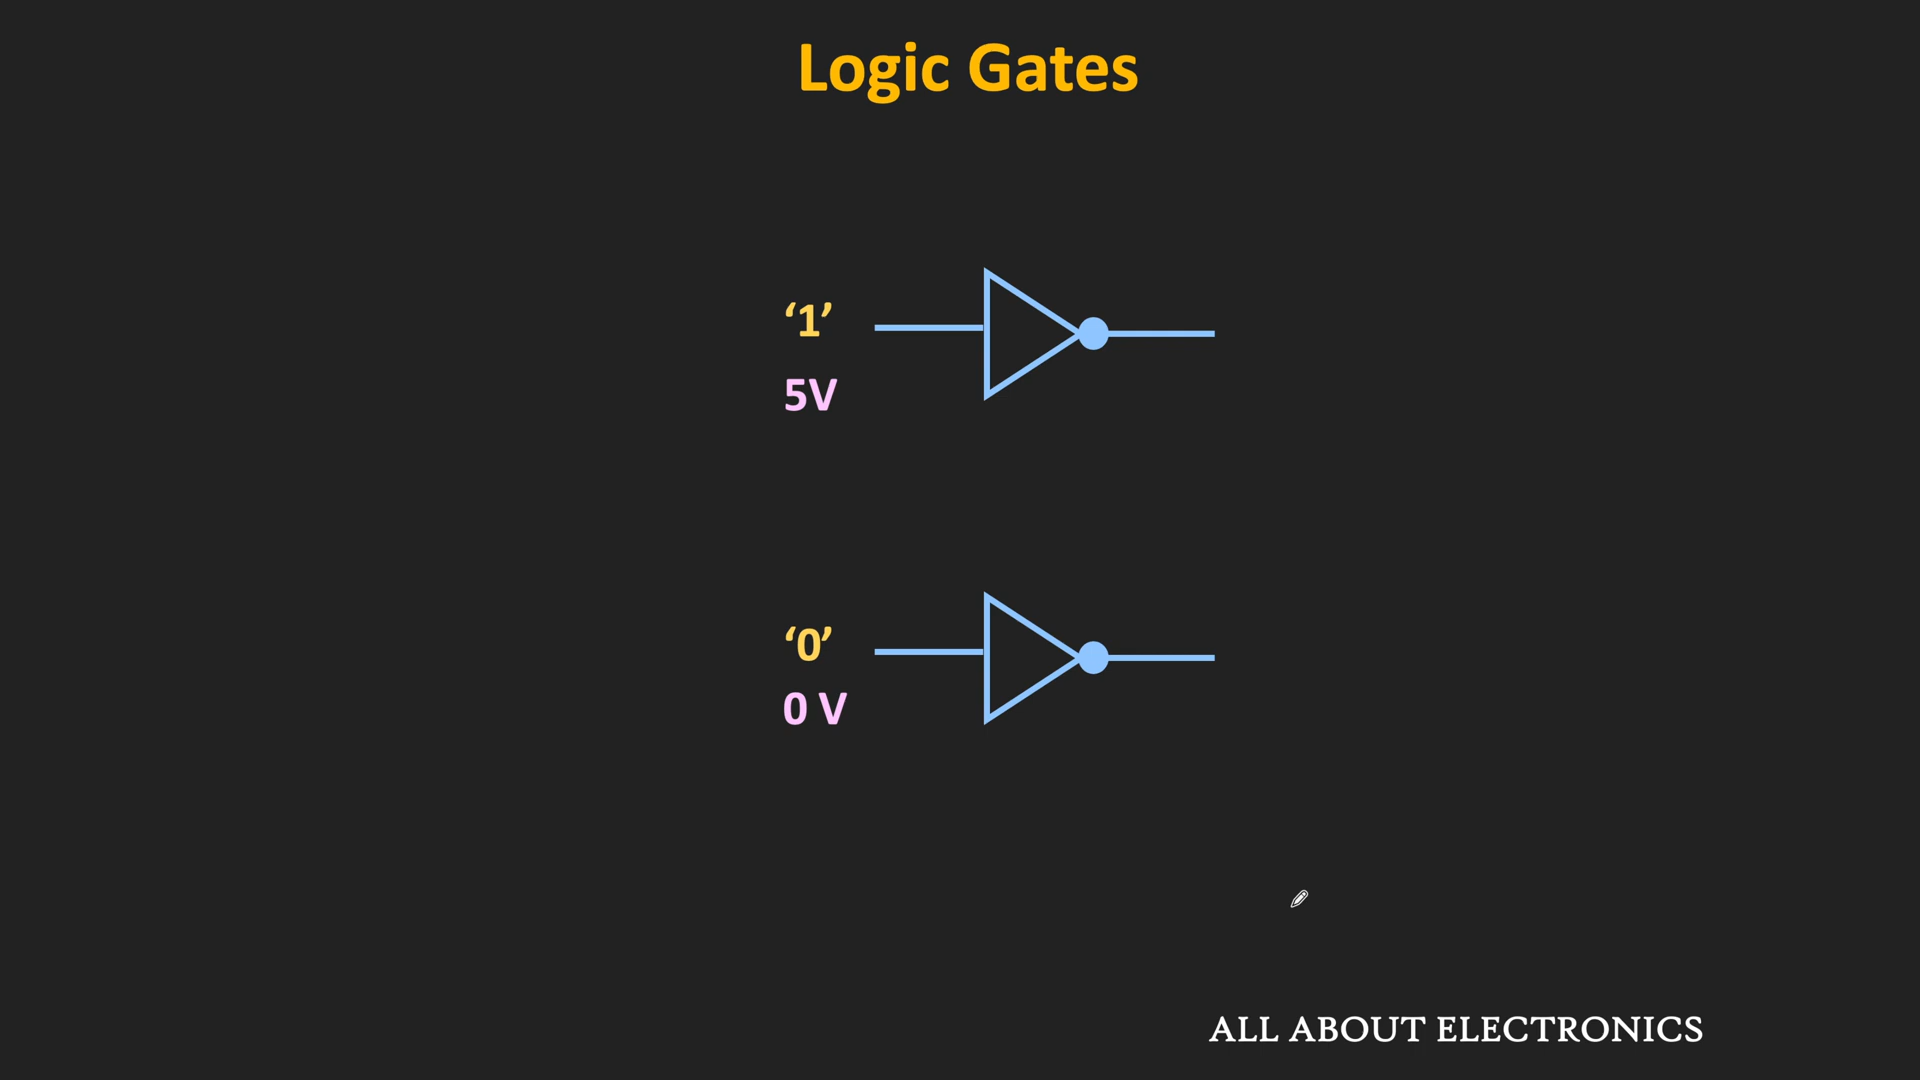 Logic Gates
‘1’
5V
‘0’
0 V
ALL ABOUT ELECTRONICS